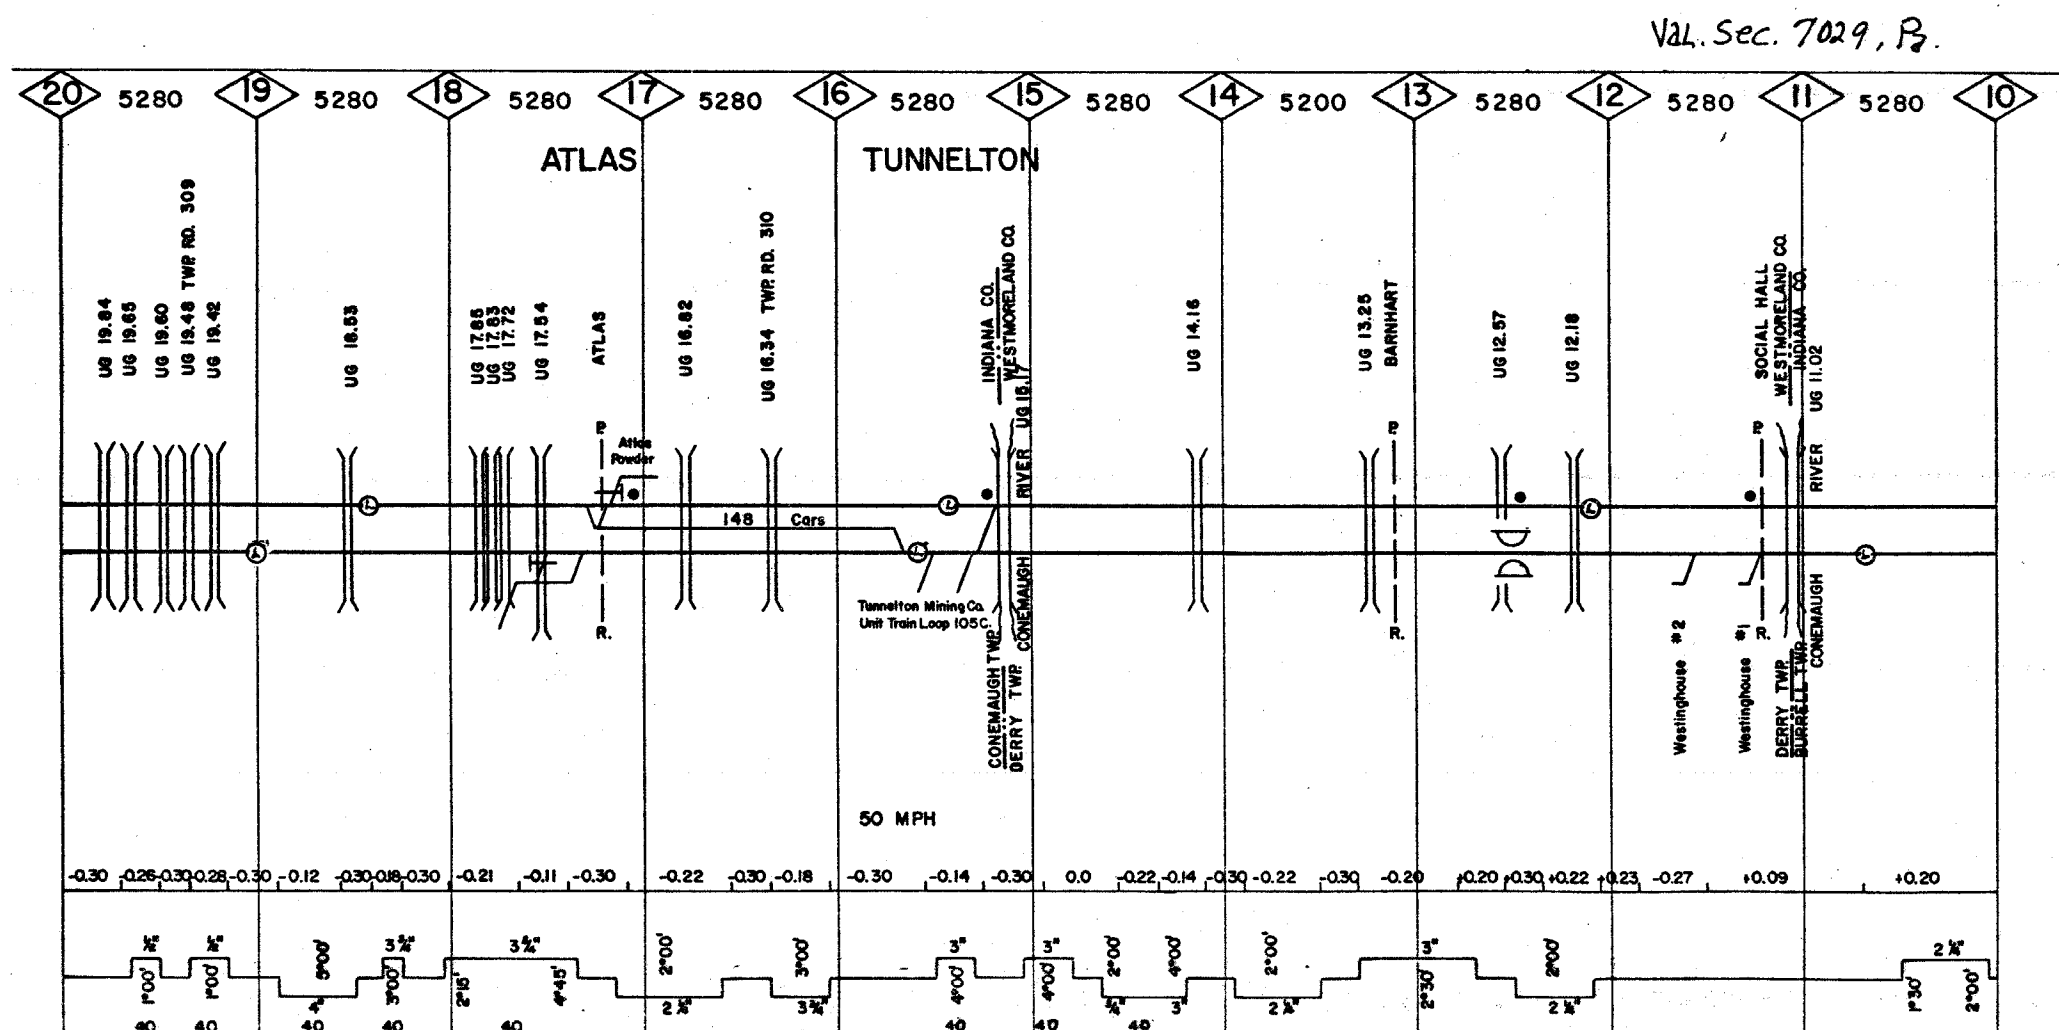 Val. Sec. 7029, Pa.
20 5280 19 5280 18 5280 17 5280 16 5280 15 5280 14 5200 13 5280 12 5280 11 5280 10
ATLAS TUNNELTON
UG 19.84
UG 19.65
UG 19.60
UG 19.48 TWP. RD. 309
UG 19.42
UG 18.53
UG 17.85
UG 17.83
UG 17.72
UG 17.54
ATLAS
UG 16.82
UG 16.34 TWP. RD. 310
INDIANA CO.
WESTMORELAND CO.
UG 15.17
UG 14.16
UG 13.25
BARNHART
UG 12.57
UG 12.18
SOCIAL HALL
WESTMORELAND CO.
INDIANA CO.
UG 11.02
Atlas
Powder
148 Cars
CONEMAUGH RIVER
CONEMAUGH RIVER
Tunnelton Mining Co.
Unit Train Loop 105C.
R. R. R.
CONEMAUGH TWP.
DERRY TWP.
Westinghouse #2
Westinghouse #1
DERRY TWP.
BURRELL TWP.
50 MPH
-0.30 -0.26 -0.30 -0.28 -0.30 -0.12 -0.30 -0.18 -0.30 -0.21 -0.11 -0.30 -0.22 -0.30 -0.18 -0.30 -0.14 -0.30 0.0 -0.22 -0.14 -0.30 -0.22 -0.30 -0.20 +0.20 +0.30 +0.22 +0.23 -0.27 +0.09 +0.20
3" 3" 3"
1°00' 1°00' 5°00' 3°00' 2°15' 4°45' 2°00' 3°00' 4°00' 4°00' 2°00' 4°00' 2°00' 2°30' 2°00' 1°30' 2°00'
4" 3"
40 40 40 40 40 40 40 40